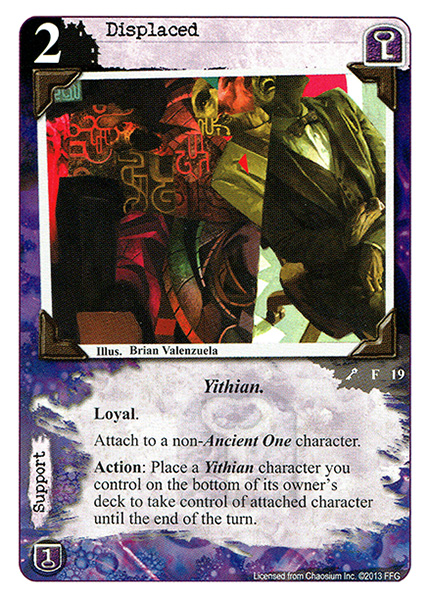 2
Displaced
Illus. Brian Valenzuela
F 19
Yithian.
Loyal.
Attach to a non-Ancient One character.
Action: Place a Yithian character you
control on the bottom of its owner's
deck to take control of attached character
until the end of the turn.
Support
1
Licensed from Chaosium Inc. ©2013 FFG